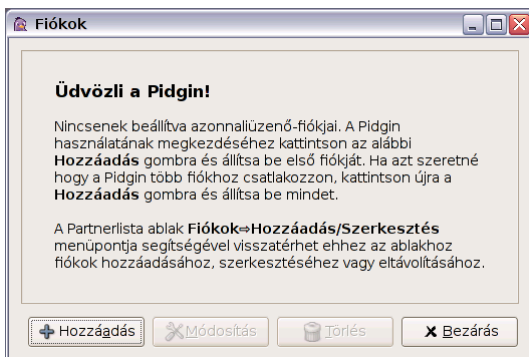 Fiókok
Üdvözli a Pidgin!
Nincsenek beállítva azonnaliüzenő-fiókjai. A Pidgin
használatának megkezdéséhez kattintson az alábbi
Hozzáadás gombra és állítsa be első fiókját. Ha azt szeretné
hogy a Pidgin több fiókhoz csatlakozzon, kattintson újra a
Hozzáadás gombra és állítsa be mindet.
A Partnerlista ablak Fiókok⇨Hozzáadás/Szerkesztés
menüpontja segítségével visszatérhet ehhez az ablakhoz
fiókok hozzáadásához, szerkesztéséhez vagy eltávolításához.
Hozzáadás Módosítás Törlés Bezárás